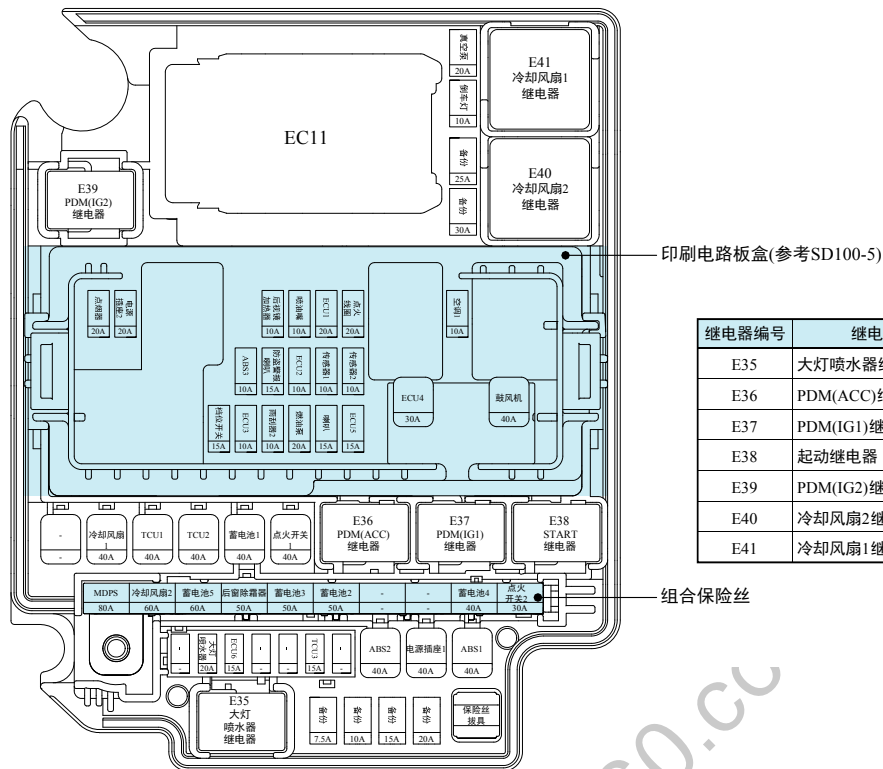 真空泵
20A
倒车灯
10A
备份
25A
备份
30A
E41
冷却风扇1
继电器
E40
冷却风扇2
继电器
EC11
E39
PDM(IG2)
继电器
印刷电路板盒(参考SD100-5)
点烟器
20A
电源
插座2
20A
后视镜
加热器
10A
喷油嘴
10A
ECU1
20A
点火
线圈
20A
空调1
10A
ABS3
10A
防盗警报
喇叭
15A
ECU2
10A
传感器1
10A
传感器2
10A
ECU4
30A
鼓风机
40A
档位开关
15A
ECU3
10A
雨刮器2
10A
燃油泵
20A
喇叭
15A
ECU5
15A
-
-
冷却风扇
1
40A
TCU1
40A
TCU2
40A
蓄电池1
40A
点火开关
1
40A
E36
PDM(ACC)
继电器
E37
PDM(IG1)
继电器
E38
START
继电器
MDPS
80A
冷却风扇2
60A
蓄电池5
60A
后窗除霜器
50A
蓄电池3
50A
蓄电池2
50A
-
-
-
-
蓄电池4
40A
点火
开关2
30A
组合保险丝
-
-
大灯
喷水器
20A
ECU6
15A
-
-
-
-
TCU3
15A
-
-
ABS2
40A
电源插座1
40A
ABS1
40A
E35
大灯
喷水器
继电器
备份
7.5A
备份
10A
备份
15A
备份
20A
保险丝
拔具
继电器编号 继电
E35 大灯喷水器
E36 PDM(ACC)
E37 PDM(IG1)
E38 起动继电器
E39 PDM(IG2)
E40 冷却风扇2
E41 冷却风扇1